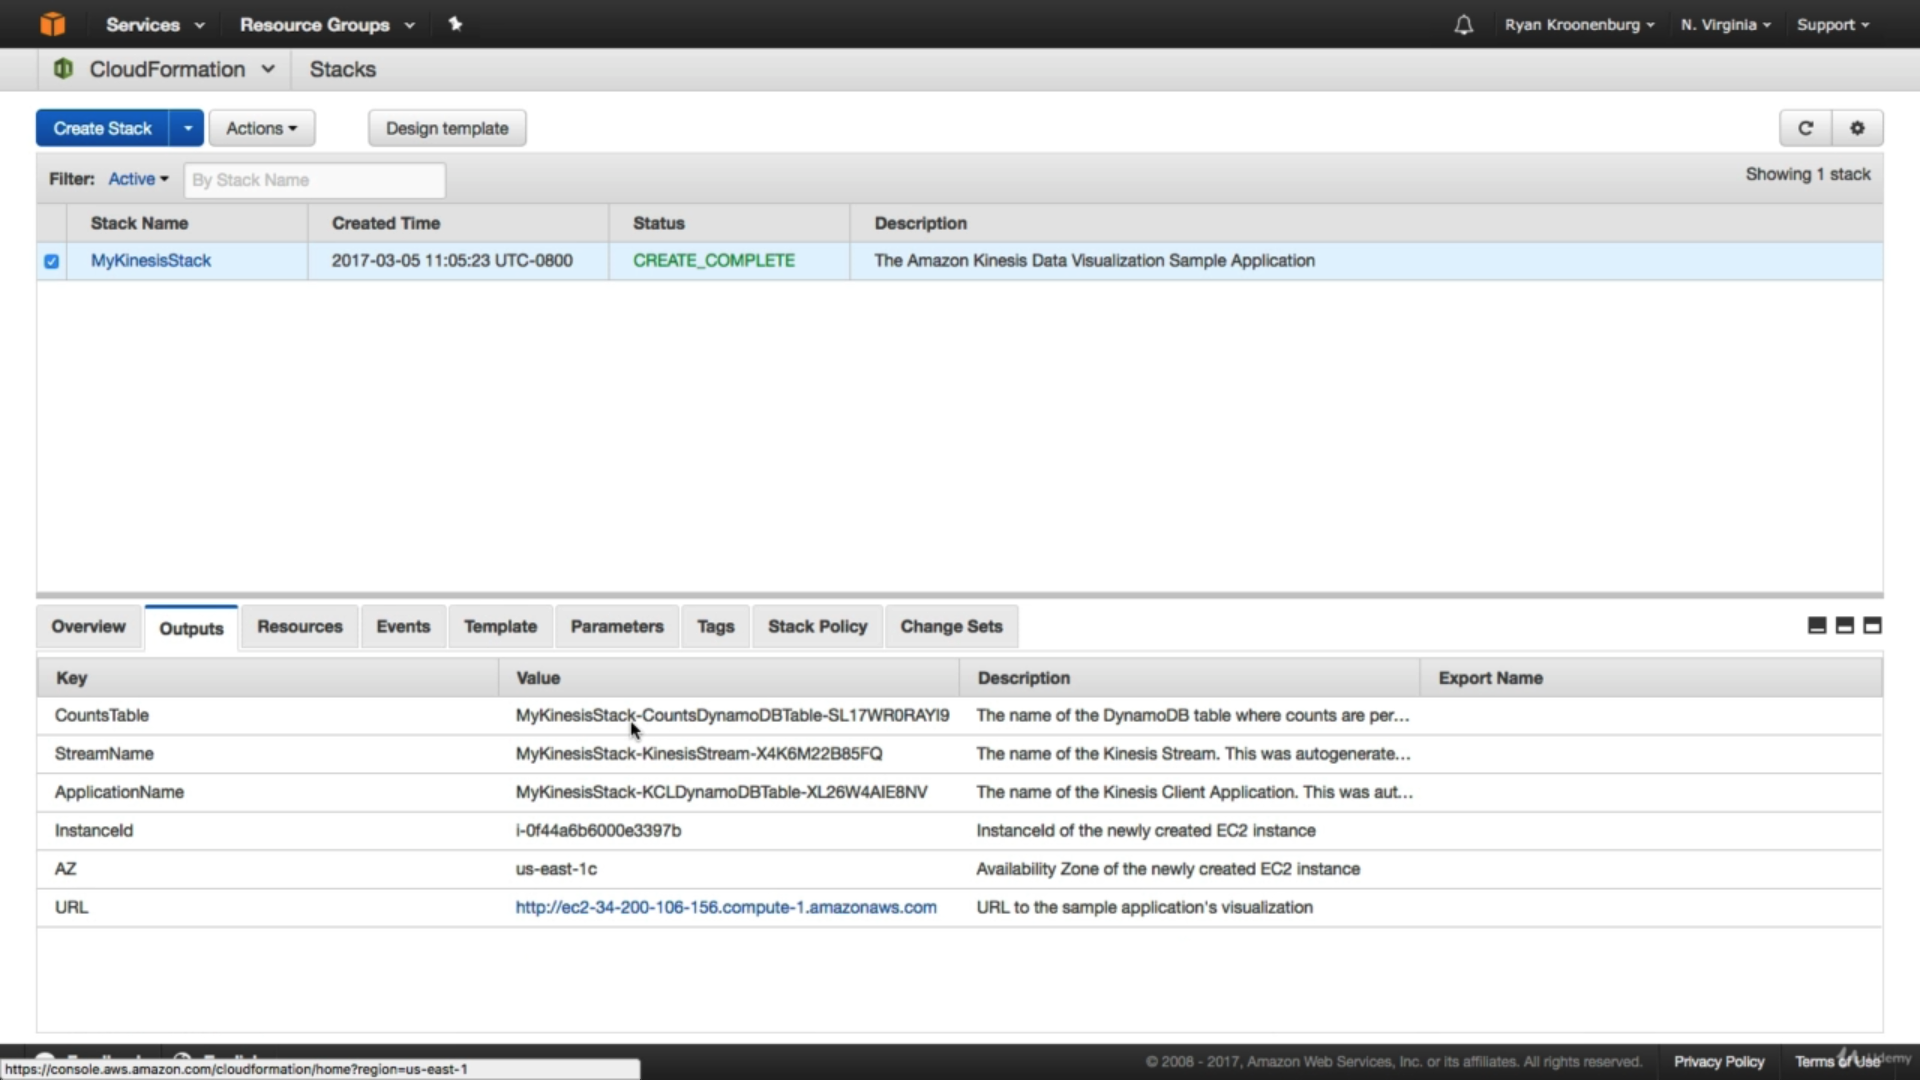 Services Resource Groups Ryan Kroonenburg N. Virginia Support
CloudFormation Stacks
Create Stack Actions Design template
Filter: Active By Stack Name Showing 1 stack
Stack Name Created Time Status Description
MyKinesisStack 2017-03-05 11:05:23 UTC-0800 CREATE_COMPLETE The Amazon Kinesis Data Visualization Sample Application
Overview Outputs Resources Events Template Parameters Tags Stack Policy Change Sets
Key Value Description Export Name
CountsTable MyKinesisStack-CountsDynamoDBTable-SL17WR0RAYI9 The name of the DynamoDB table where counts are per...
StreamName MyKinesisStack-KinesisStream-X4K6M22B85FQ The name of the Kinesis Stream. This was autogenerate...
ApplicationName MyKinesisStack-KCLDynamoDBTable-XL26W4AIE8NV The name of the Kinesis Client Application. This was aut...
InstanceId i-0f44a6b6000e3397b InstanceId of the newly created EC2 instance
AZ us-east-1c Availability Zone of the newly created EC2 instance
URL http://ec2-34-200-106-156.compute-1.amazonaws.com URL to the sample application's visualization
© 2008 - 2017, Amazon Web Services, Inc. or its affiliates. All rights reserved. Privacy Policy Terms of Use
https://console.aws.amazon.com/cloudformation/home?region=us-east-1